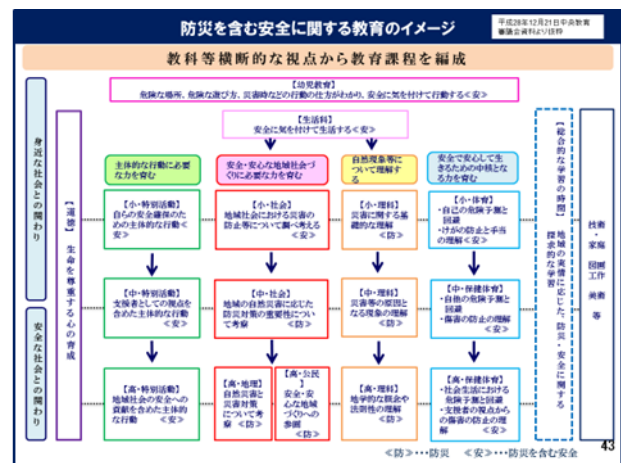 防災を含む安全に関する教育のイメージ
平成28年12月21日中央教育
審議会資料より抜粋
教科等横断的な視点から教育課程を編成
身近な社会との関わり
安全な社会との関わり
【道徳】 生命を尊重する心の育成
【幼児教育】
危険な場所、危険な遊び方、災害時などの行動の仕方がわかり、安全に気を付けて行動する≪安≫
【生活科】
安全に気を付けて生活する≪安≫
主体的な行動に必要
な力を育む
安全・安心な地域社会づ
くりに必要な力を育む
自然現象等に
ついて理解す
る
安全で安心して生
きるための中核と
なる力を育む
【小・特別活動】
自らの安全確保のた
めの主体的な行動≪
安≫
【小・社会】
地域社会における災害の
防止等について調べ考える
≪安≫
【小・理科】
災害に関する基
礎的な理解≪防
≫
【小・体育】
・自己の危険予測と
回避
・けがの防止と手当
の理解≪安≫
【中・特別活動】
支援者としての視点を
含めた主体的な行動
≪安≫
【中・社会】
地域の自然災害に応じた
防災対策の重要性につい
て考察 ≪防≫
【中・理科】
災害等の原因と
なる現象の理解
≪防≫
【中・保健体育】
・自他の危険予測と
回避
・傷害の防止の理解
≪安≫
【高・特別活動】
地域社会の安全への
貢献を含めた主体的
な行動 ≪安≫
【高・地理】
自然災害と
災害対策
について考
察 ≪防≫
【高・公民】
安全・安
心な地域
づくりへの
参画
≪防≫
【高・理科】
地学的な概念や
法則性の理解
≪防≫
【高・保健体育】
・社会生活における
危険予測と回避
・支援者の視点から
の傷害の防止の理
解 ≪安≫
【総合的な学習の時間】
地域の実情に応じた、防災・安全に関する
探求的な学習
技術
・
家庭
図画
工作
美術
等
≪防≫・・・防災 ≪安≫・・・防災を含む安全
43